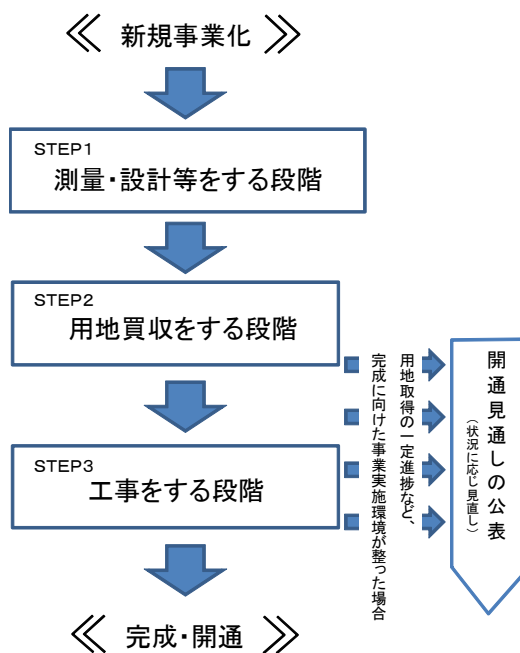 ≪ 新規事業化 ≫
STEP1
測量・設計等をする段階
STEP2
用地買収をする段階
STEP3
工事をする段階
≪ 完成・開通 ≫
用地取得の一定進捗など、
完成に向けた事業実施環境が整った場合
開通見通しの公表
（状況に応じ見直し）